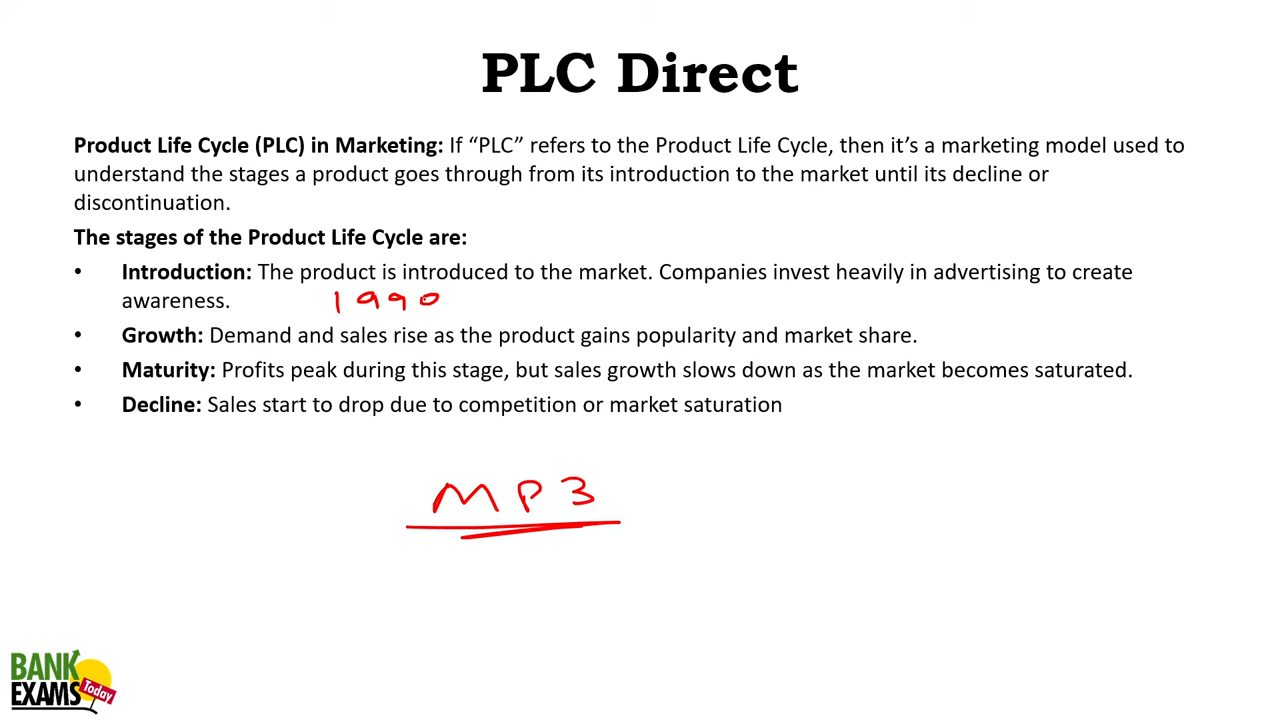 PLC Direct
Product Life Cycle (PLC) in Marketing: If “PLC” refers to the Product Life Cycle, then it’s a marketing model used to
understand the stages a product goes through from its introduction to the market until its decline or
discontinuation.
The stages of the Product Life Cycle are:
• Introduction: The product is introduced to the market. Companies invest heavily in advertising to create
awareness. 1990
• Growth: Demand and sales rise as the product gains popularity and market share.
• Maturity: Profits peak during this stage, but sales growth slows down as the market becomes saturated.
• Decline: Sales start to drop due to competition or market saturation
MP3
BANK
EXAMS Today